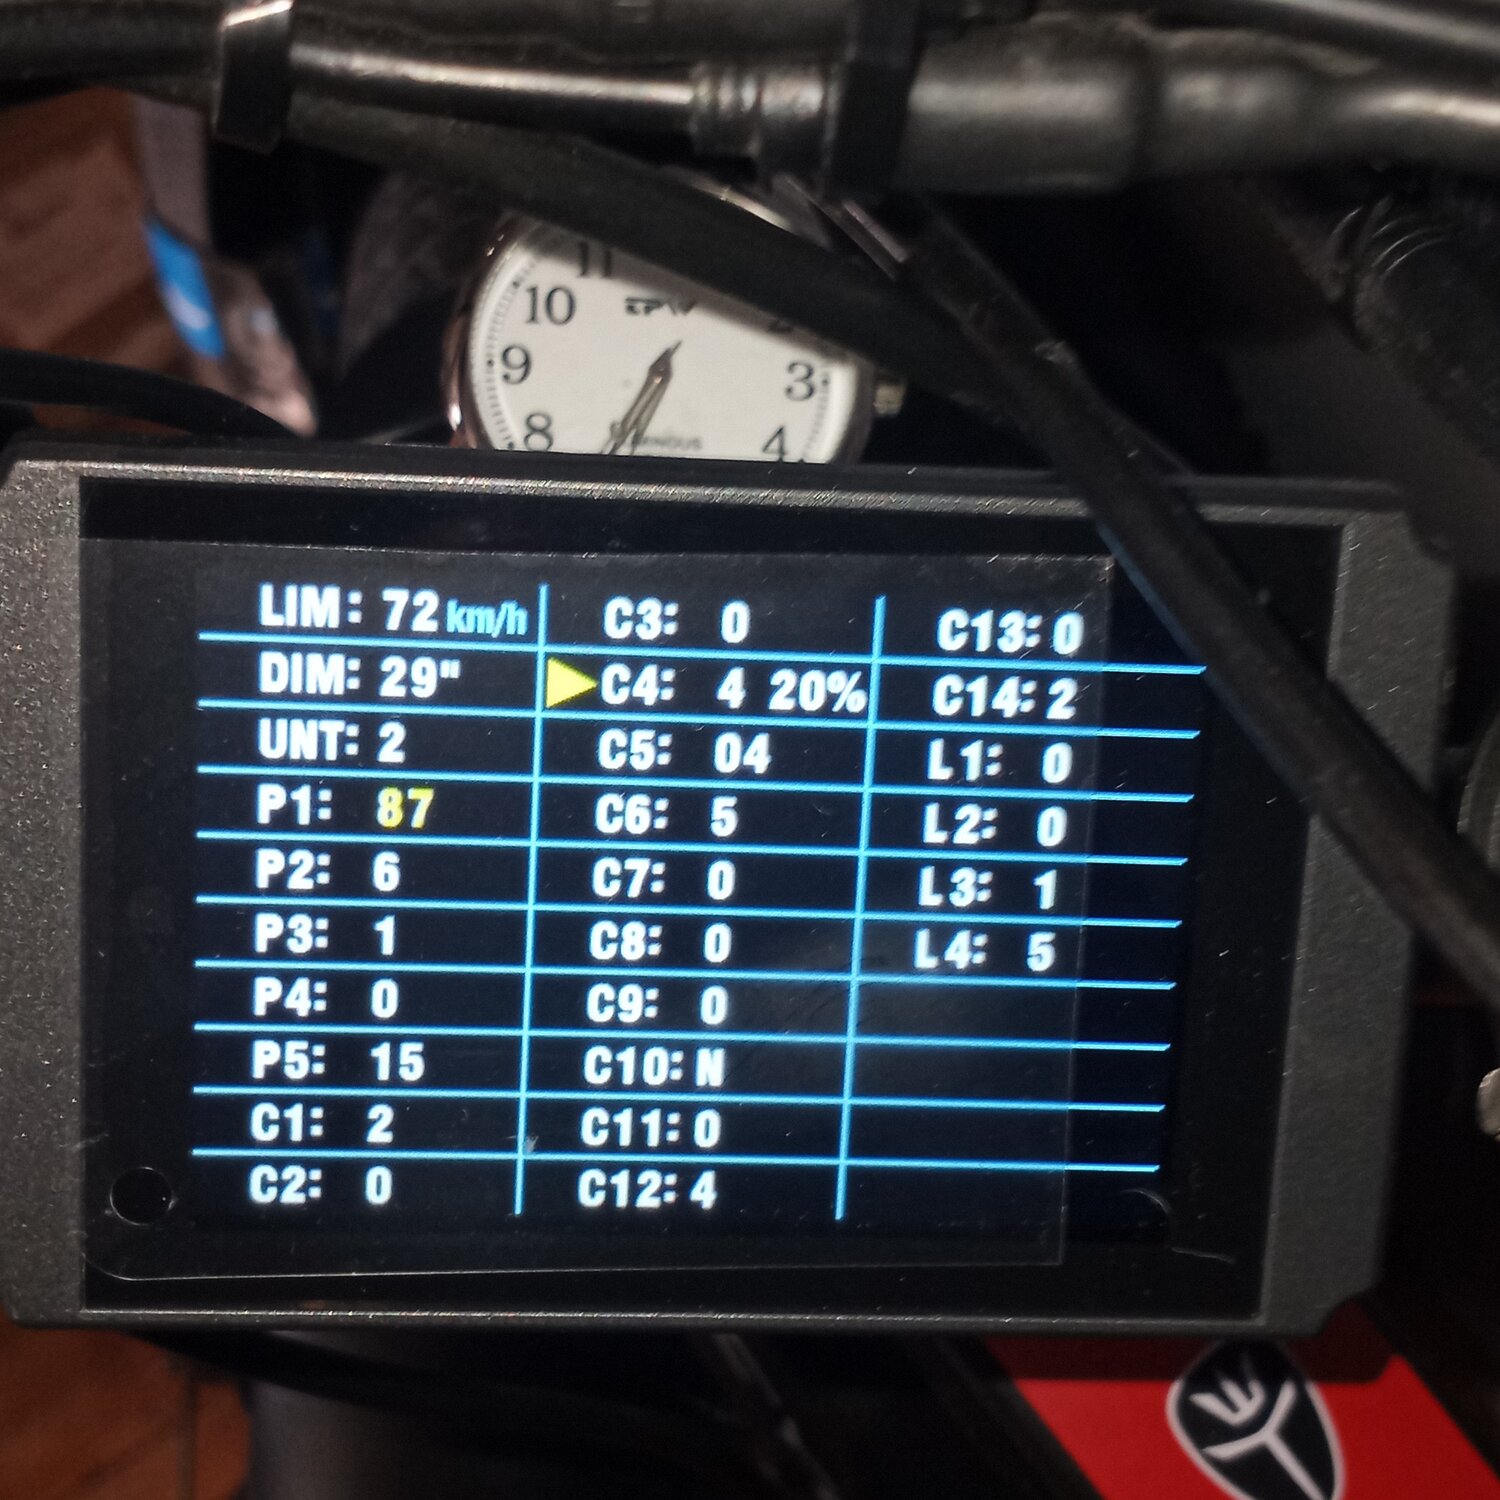 11
10
EPW
9
3
8
4
LIM: 72 km/h
DIM: 29"
UNT: 2
P1: 87
P2: 6
P3: 1
P4: 0
P5: 15
C1: 2
C2: 0
C3: 0
C4: 4 20%
C5: 04
C6: 5
C7: 0
C8: 0
C9: 0
C10: N
C11: 0
C12: 4
C13: 0
C14: 2
L1: 0
L2: 0
L3: 1
L4: 5